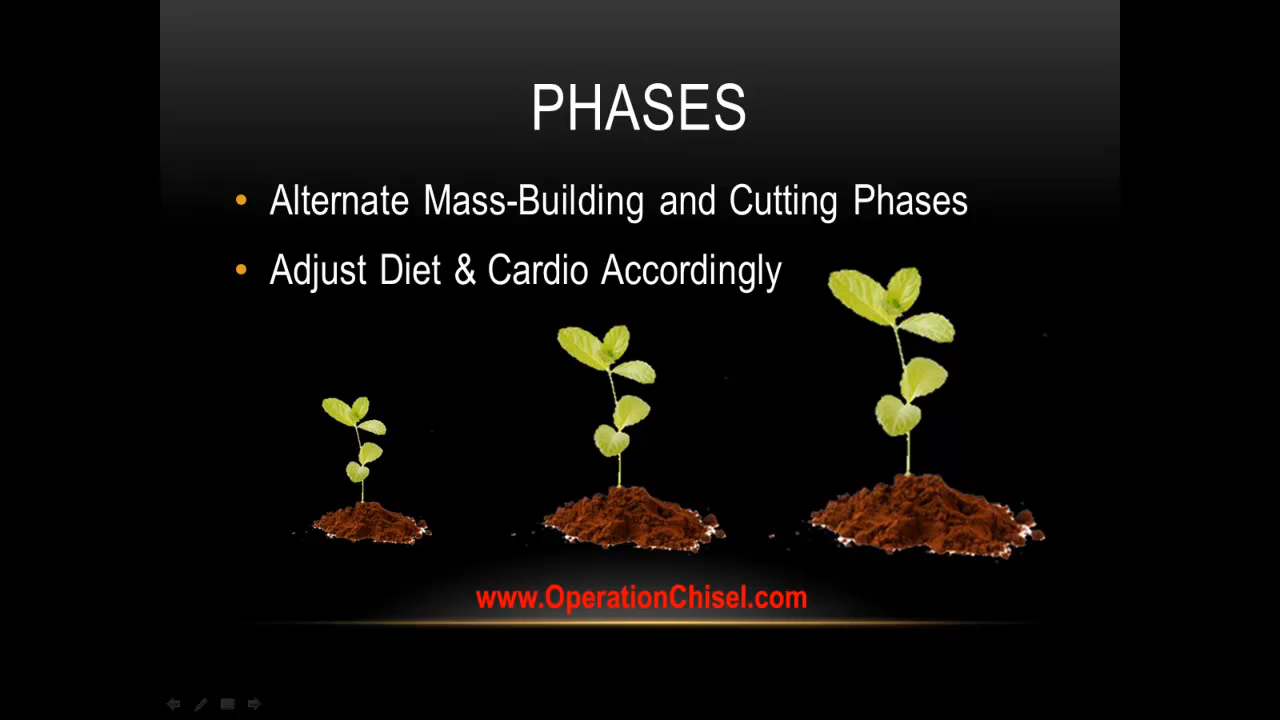 PHASES
• Alternate Mass-Building and Cutting Phases
• Adjust Diet & Cardio Accordingly
www.OperationChisel.com